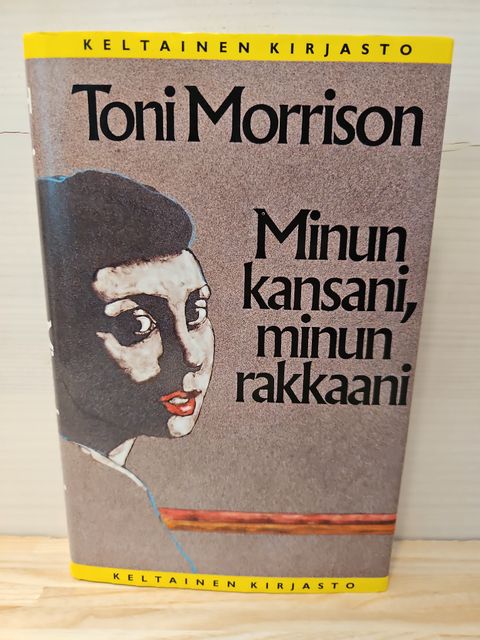 KELTAINEN KIRJASTO
Toni Morrison
Minun
kansani,
minun
rakkaani
KELTAINEN KIRJASTO